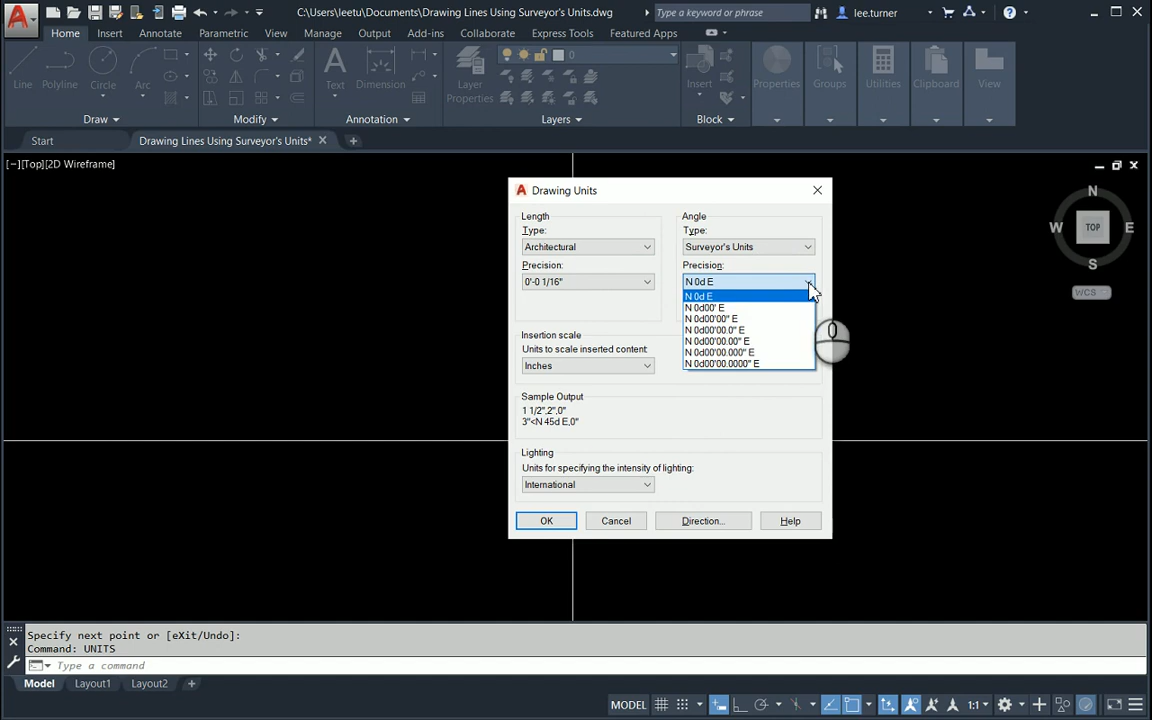 C:\Users\leetu\Documents\Drawing Lines Using Surveyor's Units.dwg
Type a keyword or phrase
lee.turner
Home Insert Annotate Parametric View Manage Output Add-ins Collaborate Express Tools Featured Apps
0
Line Polyline Circle Arc Text Dimension Layer Properties Insert Properties Groups Utilities Clipboard View
Draw Modify Annotation Layers Block
Start Drawing Lines Using Surveyor's Units*
[−][Top][2D Wireframe]
N
W TOP E
S
WCS
Drawing Units
Length Angle
Type: Type:
Architectural Surveyor's Units
Precision: Precision:
0'-0 1/16" N 0d E
N 0d E
N 0d00' E
N 0d00'00" E
N 0d00'00.0" E
N 0d00'00.00" E
N 0d00'00.000" E
N 0d00'00.0000" E
Insertion scale
Units to scale inserted content:
Inches
Sample Output
1 1/2",2",0"
3"<N 45d E,0"
Lighting
Units for specifying the intensity of lighting:
International
OK Cancel Direction... Help
Specify next point or [eXit/Undo]:
Command: UNITS
Type a command
Model Layout1 Layout2
MODEL 1:1